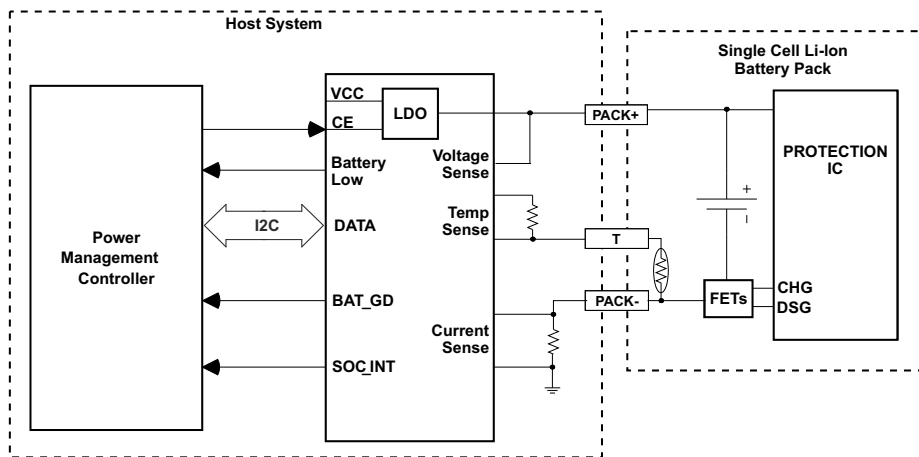 Host System
Single Cell Li-Ion
Battery Pack
VCC
LDO
CE
PACK+
Battery
Low
Voltage
Sense
PROTECTION
IC
+
I2C
DATA
Temp
Sense
T
Power
Management
Controller
BAT_GD
PACK-
FETs
CHG
DSG
Current
Sense
SOC_INT